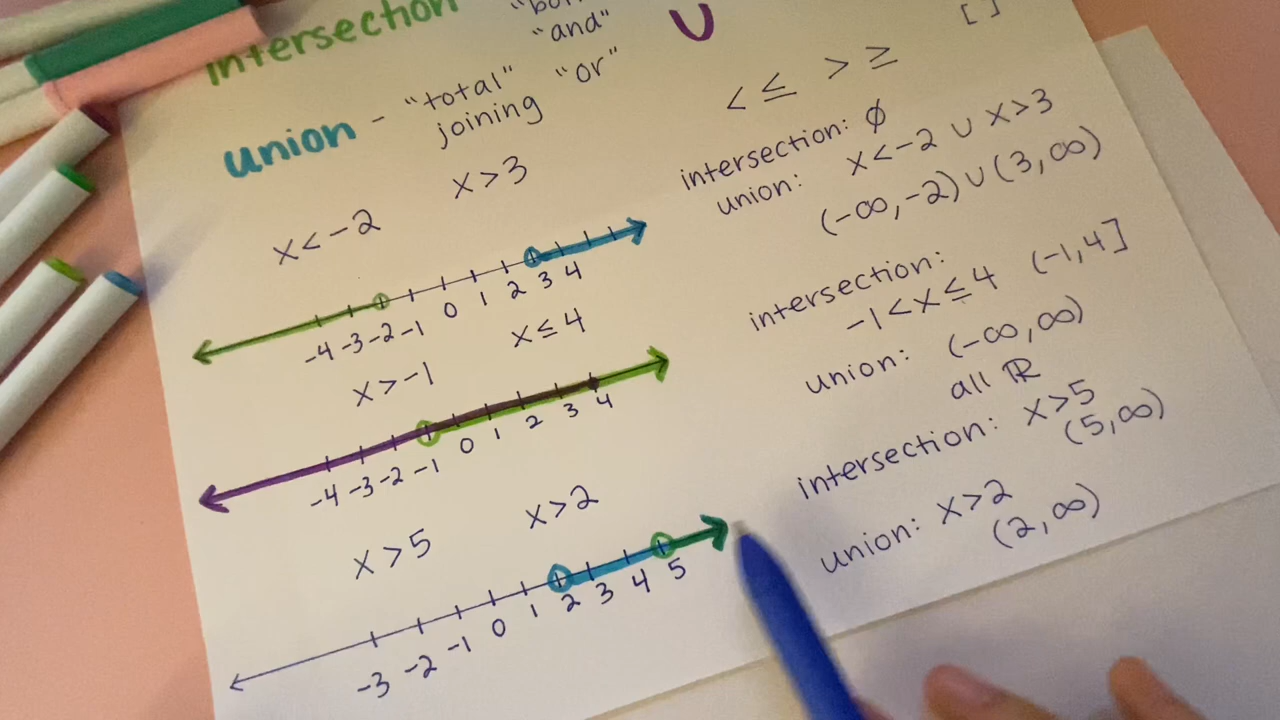 intersection
"and"
∪
[ ]
union - "total" "or"
joining
< ≤ > ≥
x < -2
x > 3
-4 -3 -2 -1 0 1 2 3 4
intersection: ∅
union: x < -2 ∪ x > 3
(-∞, -2) ∪ (3, ∞)
x > -1
x ≤ 4
-4 -3 -2 -1 0 1 2 3 4
intersection:
-1 < x ≤ 4 (-1, 4]
union: (-∞, ∞)
all ℝ
x > 5
x > 2
-3 -2 -1 0 1 2 3 4 5
intersection: x > 5
(5, ∞)
union: x > 2
(2, ∞)